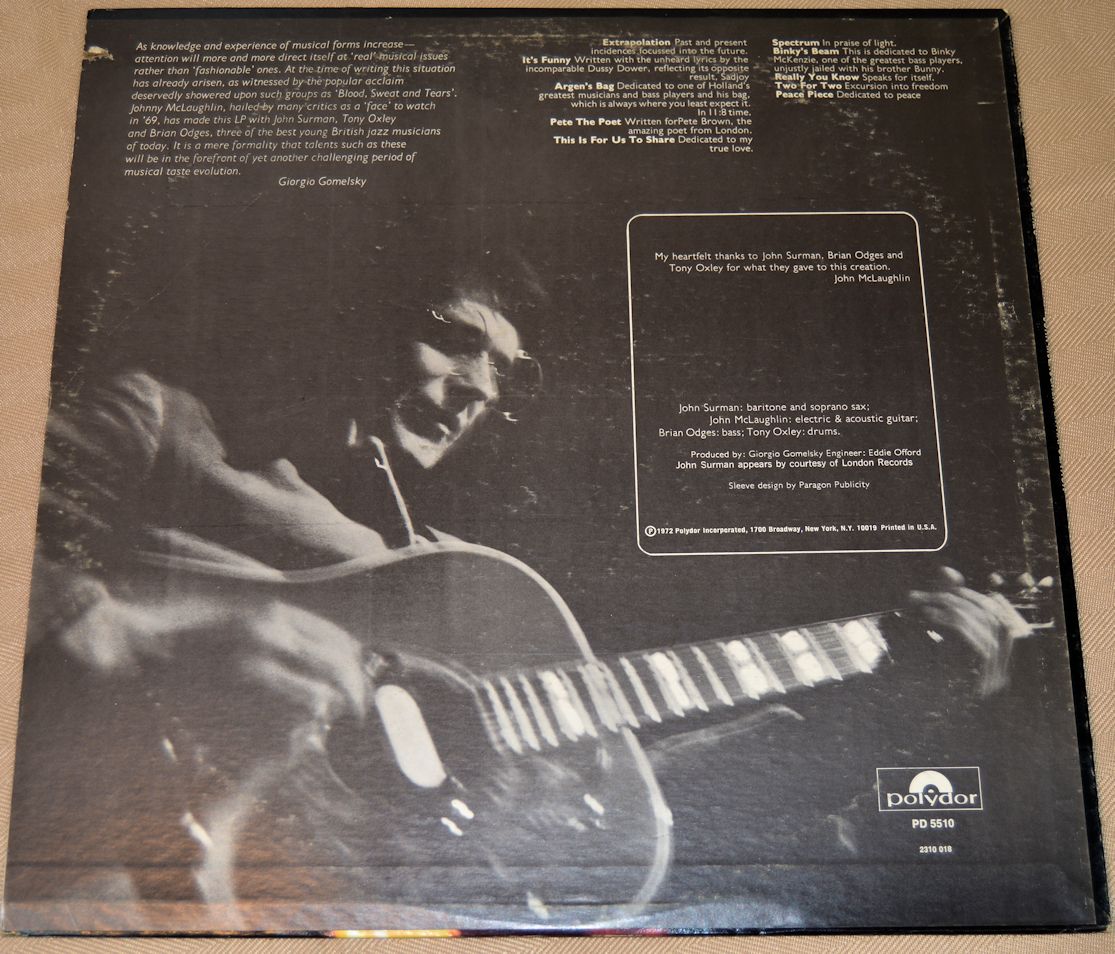 As knowledge and experience of musical forms increase—
attention will more and more direct itself at 'real' musical issues
rather than 'fashionable' ones. At the time of writing this situation
has already arisen, as witnessed by the popular acclaim
deservedly showered upon such groups as 'Blood, Sweat and Tears'.
Johnny McLaughlin, hailed by many critics as a 'face' to watch
in '69, has made this LP with John Surman, Tony Oxley
and Brian Odges, three of the best young British jazz musicians
of today. It is a mere formality that talents such as these
will be in the forefront of yet another challenging period of
musical taste evolution.
Giorgio Gomelsky
Extrapolation Past and present
incidences focussed into the future.
It's Funny Written with the unheard lyrics by the
incomparable Dussy Dower, reflecting its opposite
result, Sadjoy
Argen's Bag Dedicated to one of Holland's
greatest musicians and bass players and his bag,
which is always where you least expect it.
In 11:8 time.
Pete The Poet Written forPete Brown, the
amazing poet from London.
This Is For Us To Share Dedicated to my
true love.
Spectrum In praise of light.
Binky's Beam This is dedicated to Binky
McKenzie, one of the greatest bass players,
unjustly jailed with his brother Bunny.
Really You Know Speaks for itself.
Two For Two Excursion into freedom
Peace Piece Dedicated to peace
My heartfelt thanks to John Surman, Brian Odges and
Tony Oxley for what they gave to this creation.
John McLaughlin
John Surman: baritone and soprano sax;
John McLaughlin: electric & acoustic guitar;
Brian Odges: bass; Tony Oxley: drums.
Produced by: Giorgio Gomelsky Engineer: Eddie Offord
John Surman appears by courtesy of London Records
Sleeve design by Paragon Publicity
Ⓟ1972 Polydor Incorporated, 1700 Broadway, New York, N.Y. 10019 Printed in U.S.A.
polydor
PD 5510
2310 018